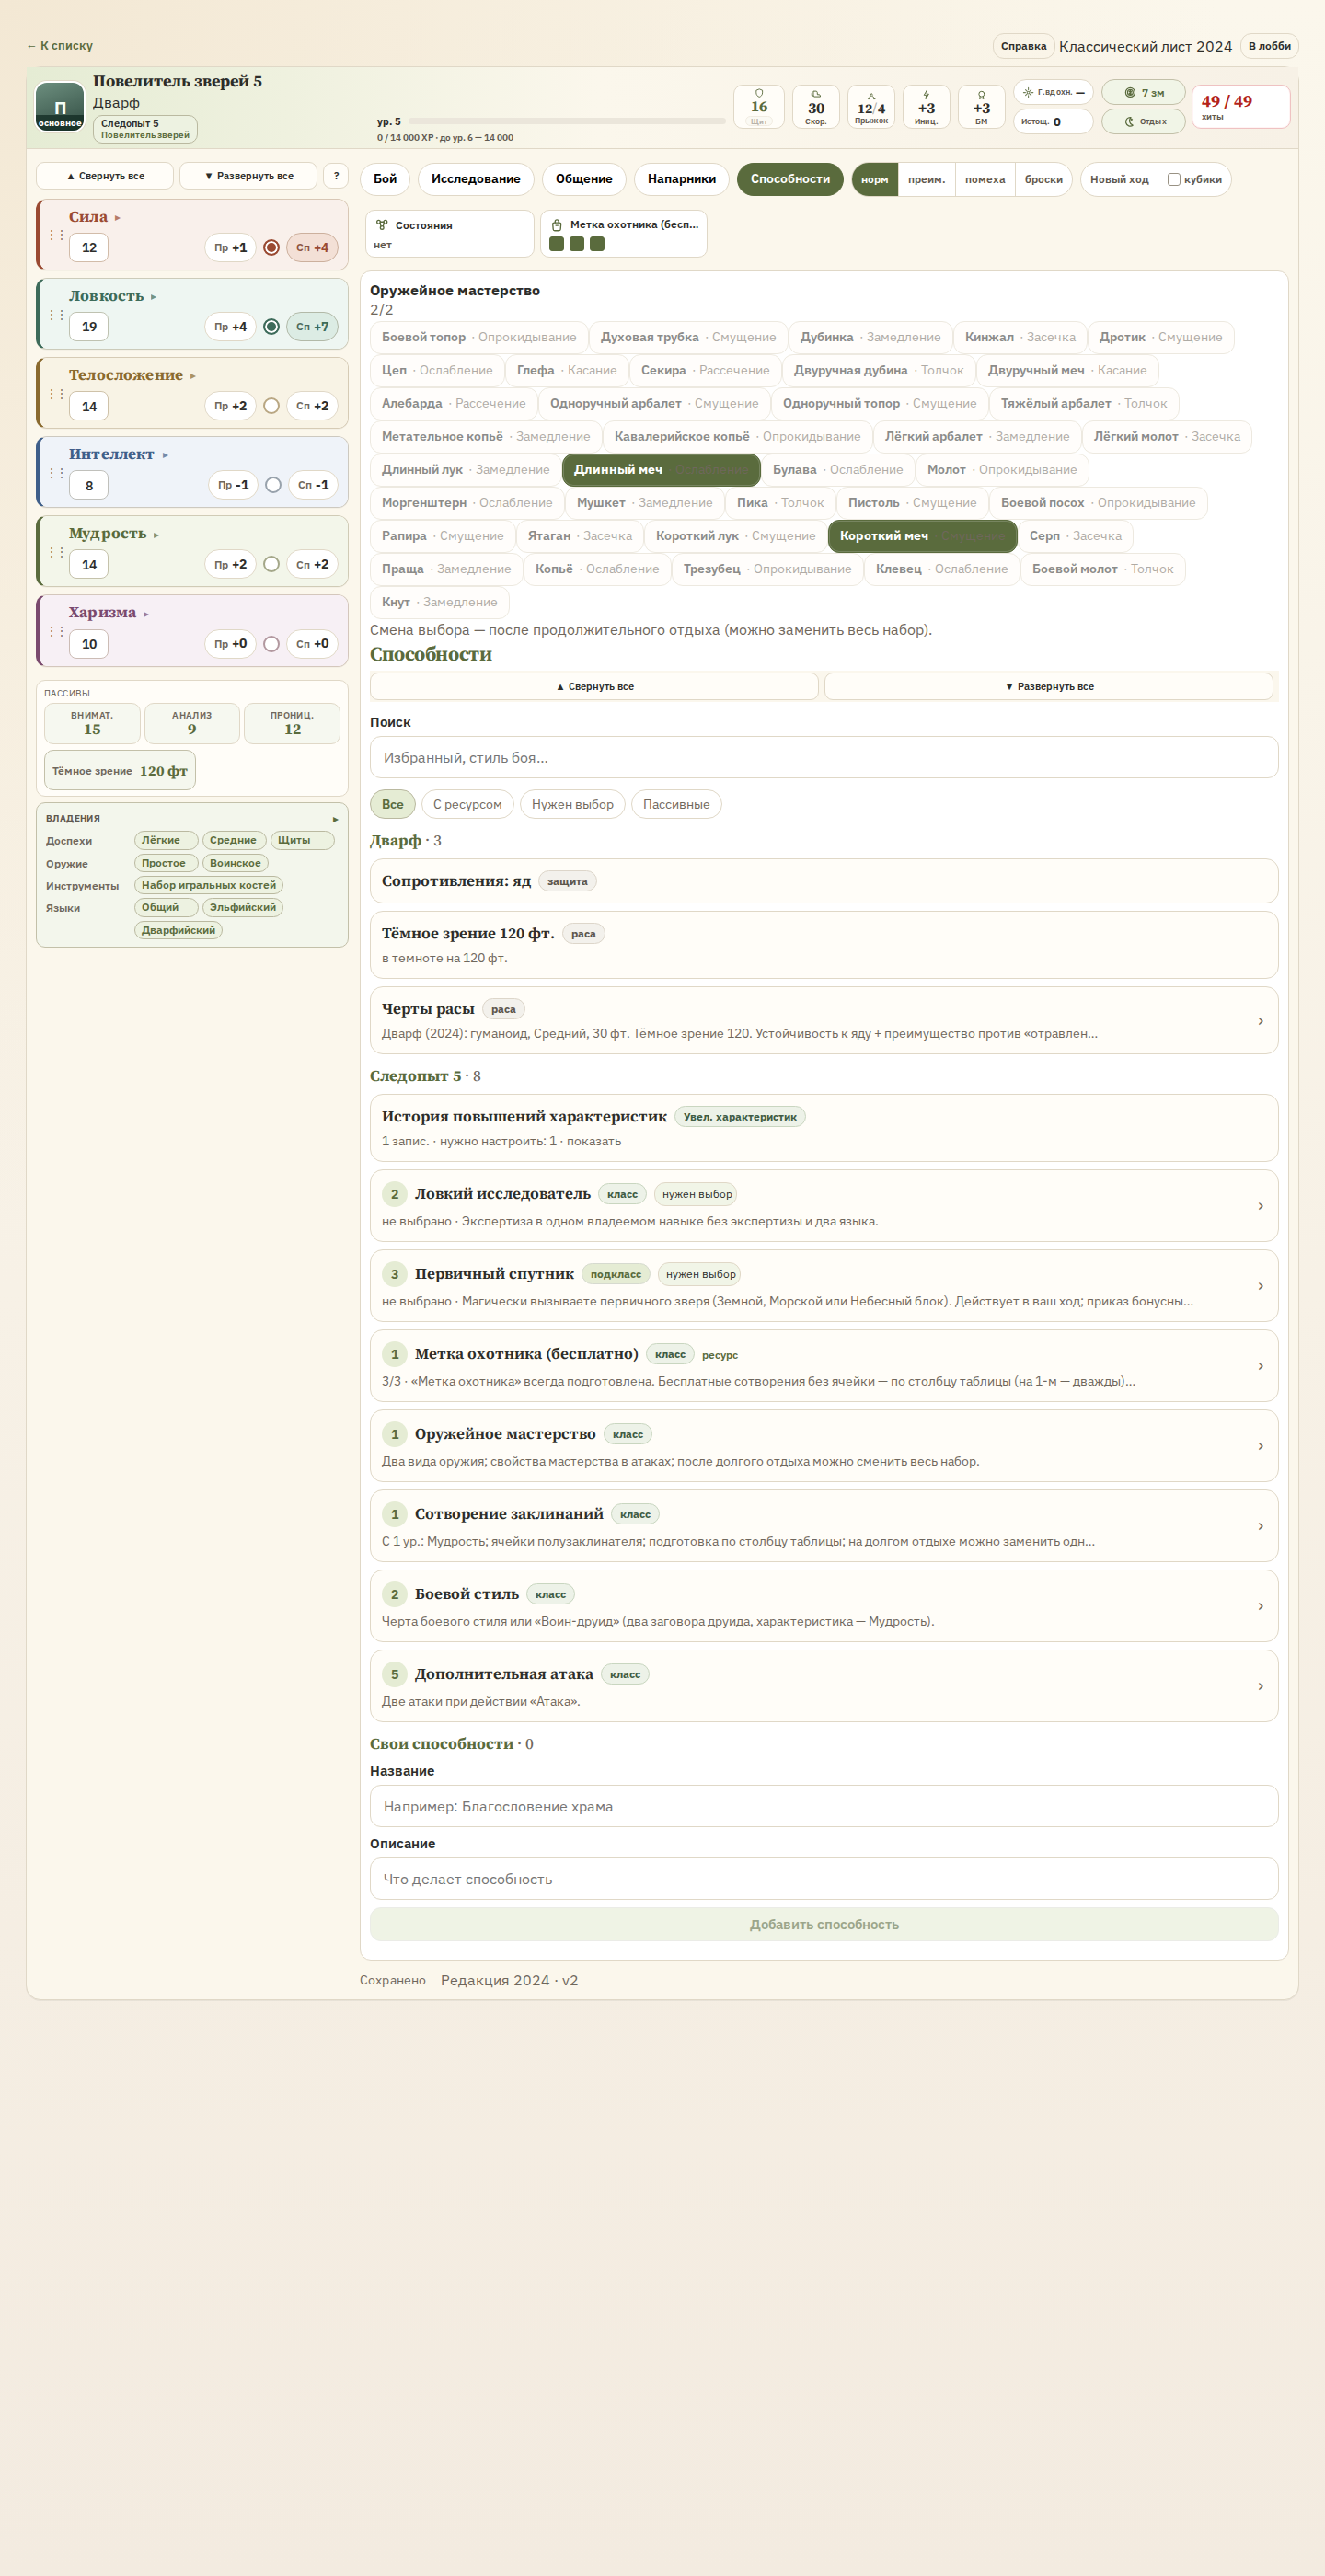 ← К списку
Справка Классический лист 2024 В лобби
П
основное
Повелитель зверей 5
Дварф
Следопыт 5
Повелитель зверей
ур. 5
0 / 14 000 XP · до ур. 6 — 14 000
16
Щит
30
Скор.
12/4
Прыжок
+3
Иниц.
+3
БМ
Г.вдохн. —
Истощ. 0
7 зм
Отдых
49 / 49
хиты
▲ Свернуть все ▼ Развернуть все ?
Сила ▸
12 Пр +1 Сп +4
Ловкость ▸
19 Пр +4 Сп +7
Телосложение ▸
14 Пр +2 Сп +2
Интеллект ▸
8 Пр -1 Сп -1
Мудрость ▸
14 Пр +2 Сп +2
Харизма ▸
10 Пр +0 Сп +0
ПАССИВЫ
ВНИМАТ. АНАЛИЗ ПРОНИЦ.
15 9 12
Тёмное зрение 120 фт
ВЛАДЕНИЯ ▸
Доспехи Лёгкие Средние Щиты
Оружие Простое Воинское
Инструменты Набор игральных костей
Языки Общий Эльфийский
Дварфийский
Бой Исследование Общение Напарники Способности норм преим. помеха броски Новый ход кубики
Состояния
нет
Метка охотника (бесп...
Оружейное мастерство
2/2
Боевой топор · Опрокидывание Духовая трубка · Смущение Дубинка · Замедление Кинжал · Засечка Дротик · Смущение
Цеп · Ослабление Глефа · Касание Секира · Рассечение Двуручная дубина · Толчок Двуручный меч · Касание
Алебарда · Рассечение Одноручный арбалет · Смущение Одноручный топор · Смущение Тяжёлый арбалет · Толчок
Метательное копьё · Замедление Кавалерийское копьё · Опрокидывание Лёгкий арбалет · Замедление Лёгкий молот · Засечка
Длинный лук · Замедление Длинный меч Булава · Ослабление Молот · Опрокидывание
Моргенштерн · Ослабление Мушкет · Замедление Пика · Толчок Пистоль · Смущение Боевой посох · Опрокидывание
Рапира · Смущение Ятаган · Засечка Короткий лук · Смущение Короткий меч Серп · Засечка
Праща · Замедление Копьё · Ослабление Трезубец · Опрокидывание Клевец · Ослабление Боевой молот · Толчок
Кнут · Замедление
Смена выбора — после продолжительного отдыха (можно заменить весь набор).
Способности
▲ Свернуть все ▼ Развернуть все
Поиск
Избранный, стиль боя...
Все С ресурсом Нужен выбор Пассивные
Дварф · 3
Сопротивления: яд защита
Тёмное зрение 120 фт. раса
в темноте на 120 фт.
Черты расы раса
Дварф (2024): гуманоид, Средний, 30 фт. Тёмное зрение 120. Устойчивость к яду + преимущество против «отравлен...
Следопыт 5 · 8
История повышений характеристик Увел. характеристик
1 запис. · нужно настроить: 1 · показать
2 Ловкий исследователь класс нужен выбор
не выбрано · Экспертиза в одном владеемом навыке без экспертизы и два языка.
3 Первичный спутник подкласс нужен выбор
не выбрано · Магически вызываете первичного зверя (Земной, Морской или Небесный блок). Действует в ваш ход; приказ бонусны...
1 Метка охотника (бесплатно) класс ресурс
3/3 · «Метка охотника» всегда подготовлена. Бесплатные сотворения без ячейки — по столбцу таблицы (на 1-м — дважды)...
1 Оружейное мастерство класс
Два вида оружия; свойства мастерства в атаках; после долгого отдыха можно сменить весь набор.
1 Сотворение заклинаний класс
С 1 ур.: Мудрость; ячейки полузаклинателя; подготовка по столбцу таблицы; на долгом отдыхе можно заменить одн...
2 Боевой стиль класс
Черта боевого стиля или «Воин-друид» (два заговора друида, характеристика — Мудрость).
5 Дополнительная атака класс
Две атаки при действии «Атака».
Свои способности · 0
Название
Например: Благословение храма
Описание
Что делает способность
Добавить способность
Сохранено Редакция 2024 · v2